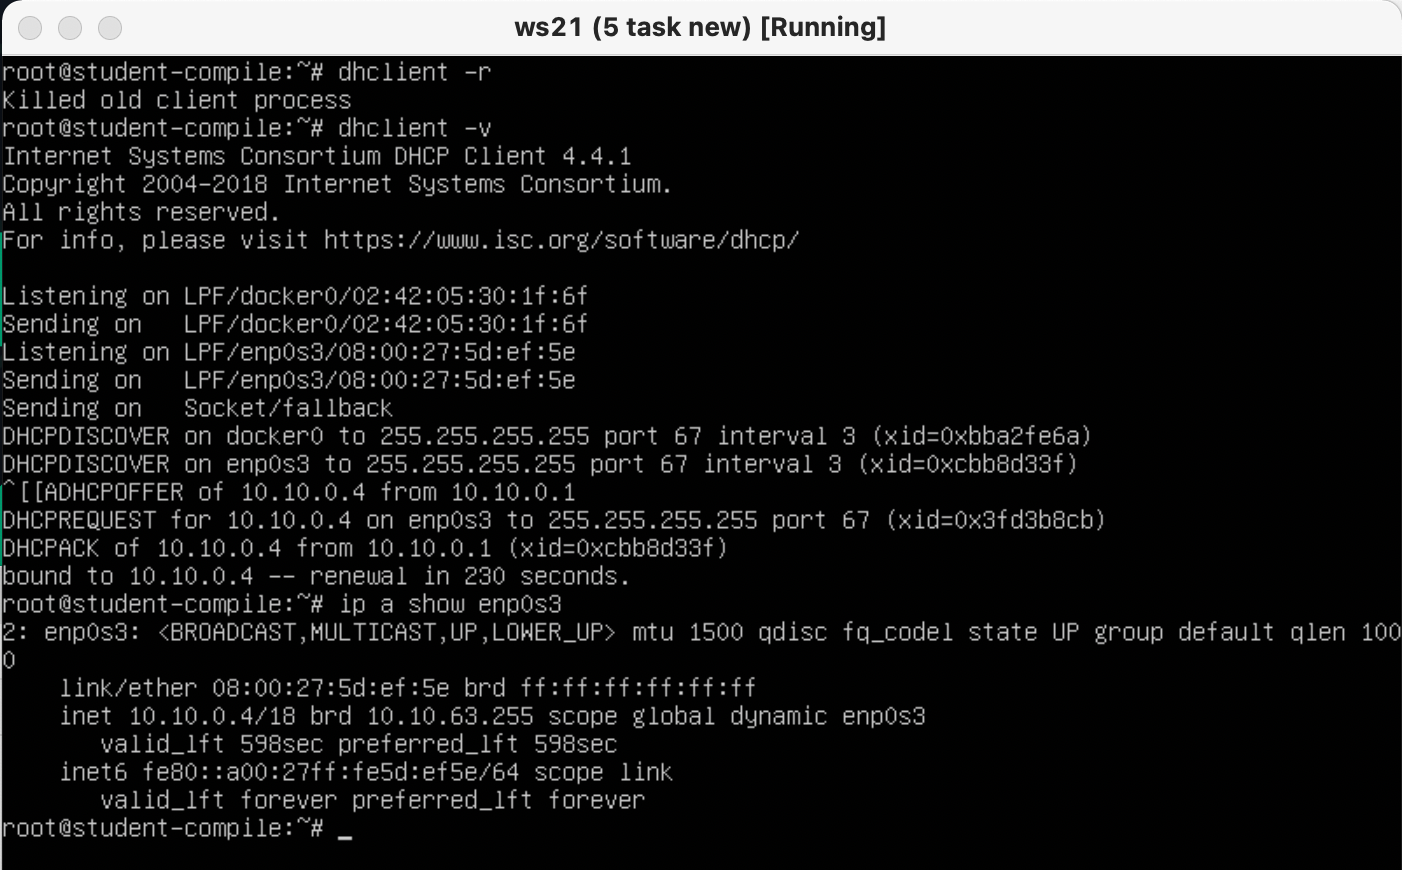 ws21 (5 task new) [Running]
root@student-compile:~# dhclient -r
Killed old client process
root@student-compile:~# dhclient -v
Internet Systems Consortium DHCP Client 4.4.1
Copyright 2004-2018 Internet Systems Consortium.
All rights reserved.
For info, please visit https://www.isc.org/software/dhcp/
Listening on LPF/docker0/02:42:05:30:1f:6f
Sending on   LPF/docker0/02:42:05:30:1f:6f
Listening on LPF/enp0s3/08:00:27:5d:ef:5e
Sending on   LPF/enp0s3/08:00:27:5d:ef:5e
Sending on   Socket/fallback
DHCPDISCOVER on docker0 to 255.255.255.255 port 67 interval 3 (xid=0xbba2fe6a)
DHCPDISCOVER on enp0s3 to 255.255.255.255 port 67 interval 3 (xid=0xcbb8d33f)
^[[ADHCPOFFER of 10.10.0.4 from 10.10.0.1
DHCPREQUEST for 10.10.0.4 on enp0s3 to 255.255.255.255 port 67 (xid=0x3fd3b8cb)
DHCPACK of 10.10.0.4 from 10.10.0.1 (xid=0xcbb8d33f)
bound to 10.10.0.4 -- renewal in 230 seconds.
root@student-compile:~# ip a show enp0s3
2: enp0s3: <BROADCAST,MULTICAST,UP,LOWER_UP> mtu 1500 qdisc fq_codel state UP group default qlen 100
0
    link/ether 08:00:27:5d:ef:5e brd ff:ff:ff:ff:ff:ff
    inet 10.10.0.4/18 brd 10.10.63.255 scope global dynamic enp0s3
       valid_lft 598sec preferred_lft 598sec
    inet6 fe80::a00:27ff:fe5d:ef5e/64 scope link
       valid_lft forever preferred_lft forever
root@student-compile:~# _